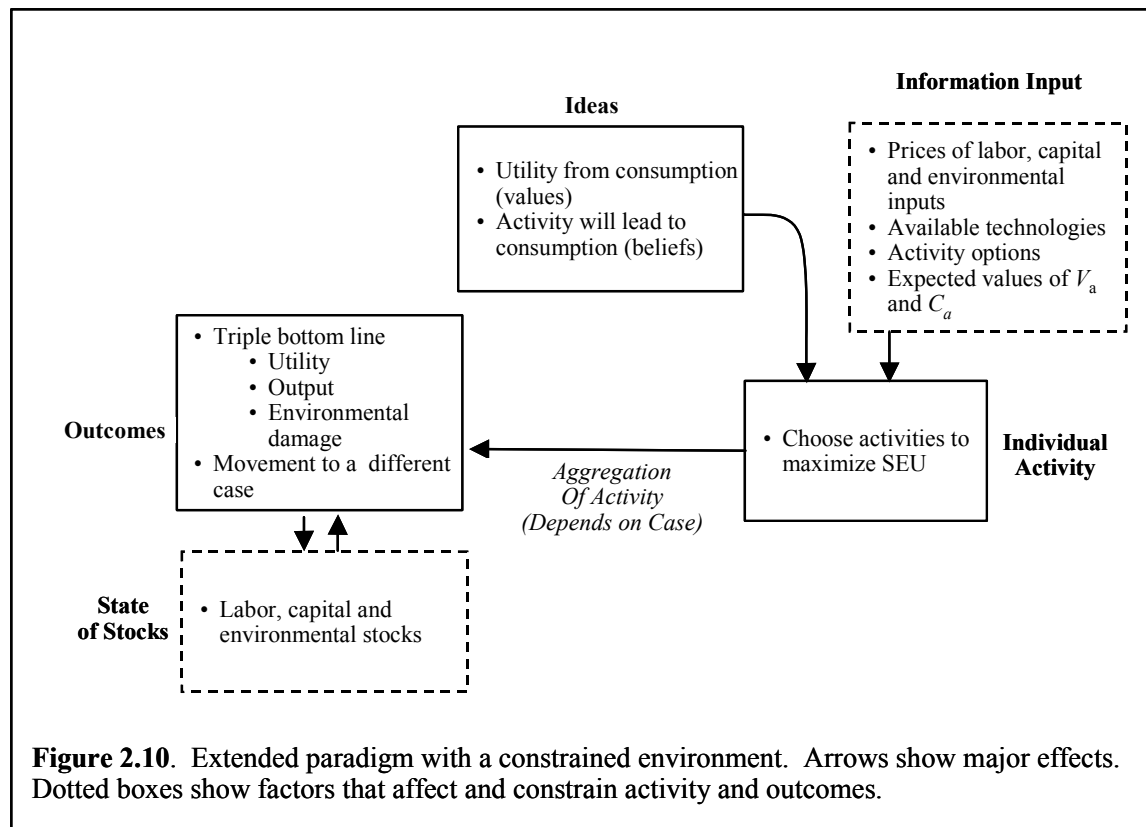 Information Input
Ideas
• Prices of labor, capital
and environmental
inputs
• Available technologies
• Activity options
• Expected values of Va
and Ca
• Utility from consumption
(values)
• Activity will lead to
consumption (beliefs)
• Triple bottom line
• Utility
• Output
• Environmental
damage
• Movement to a different
case
Outcomes
• Choose activities to
maximize SEU
Individual
Activity
Aggregation
Of Activity
(Depends on Case)
State
of Stocks
• Labor, capital and
environmental stocks
Figure 2.10. Extended paradigm with a constrained environment. Arrows show major effects.
Dotted boxes show factors that affect and constrain activity and outcomes.